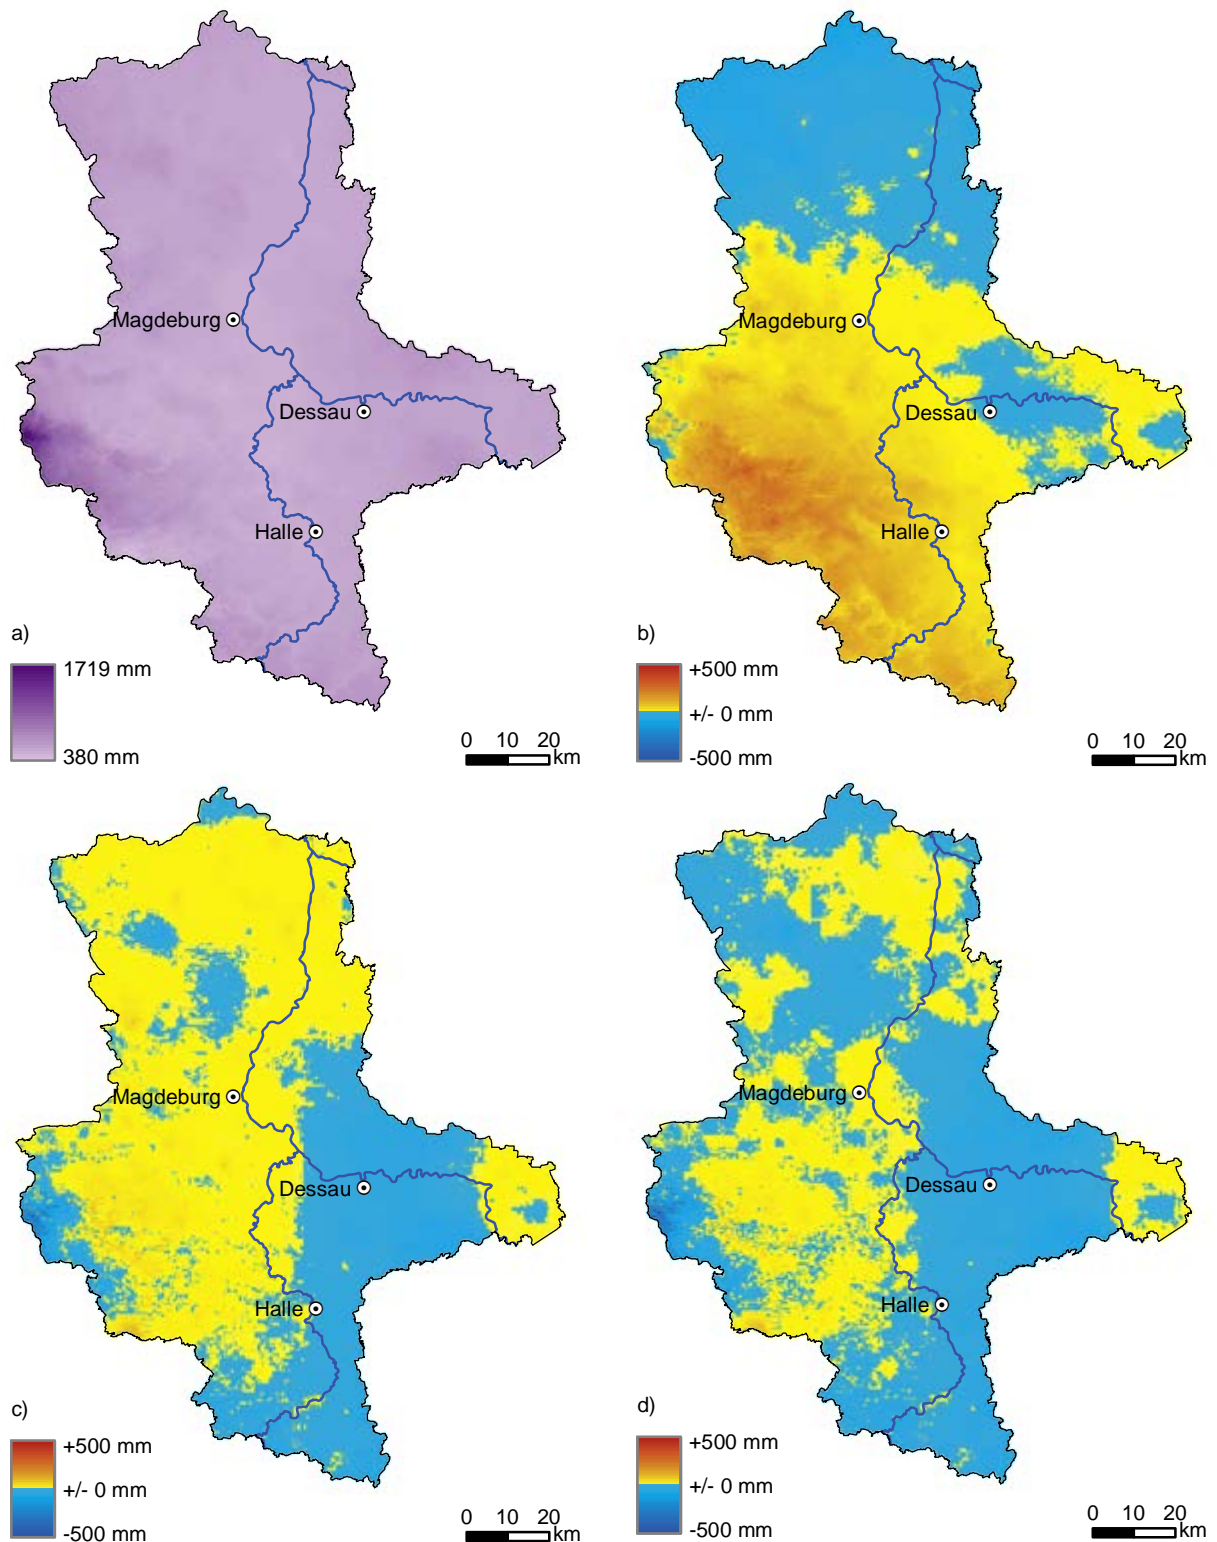 Magdeburg
Dessau
Halle
a)
1719 mm
380 mm
0 10 20
km
Magdeburg
Dessau
Halle
b)
+500 mm
+/- 0 mm
-500 mm
0 10 20
km
Magdeburg
Dessau
Halle
c)
+500 mm
+/- 0 mm
-500 mm
0 10 20
km
Magdeburg
Dessau
Halle
d)
+500 mm
+/- 0 mm
-500 mm
0 10 20
km